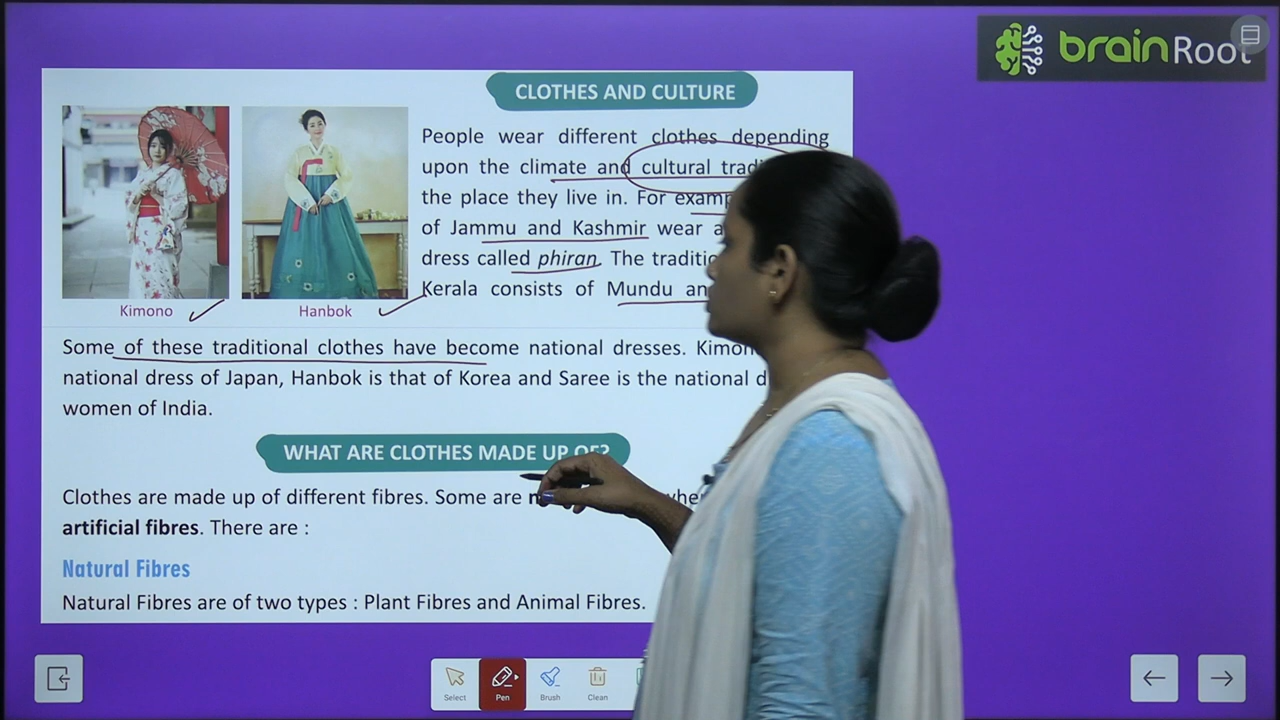 brainRoot
CLOTHES AND CULTURE
People wear different clothes depending
upon the climate and cultural
the place they live in. For
of Jammu and Kashmir wear
dress called phiran. The
Kerala consists of Mundu
Kimono
Hanbok
Some of these traditional clothes have become national dresses.
national dress of Japan, Hanbok is that of Korea and Saree is the national
women of India.
WHAT ARE CLOTHES MADE UP OF?
Clothes are made up of different fibres. Some are
artificial fibres. There are :
Natural Fibres
Natural Fibres are of two types : Plant Fibres and Animal Fibres.
Select
Pen
Brush
Clean